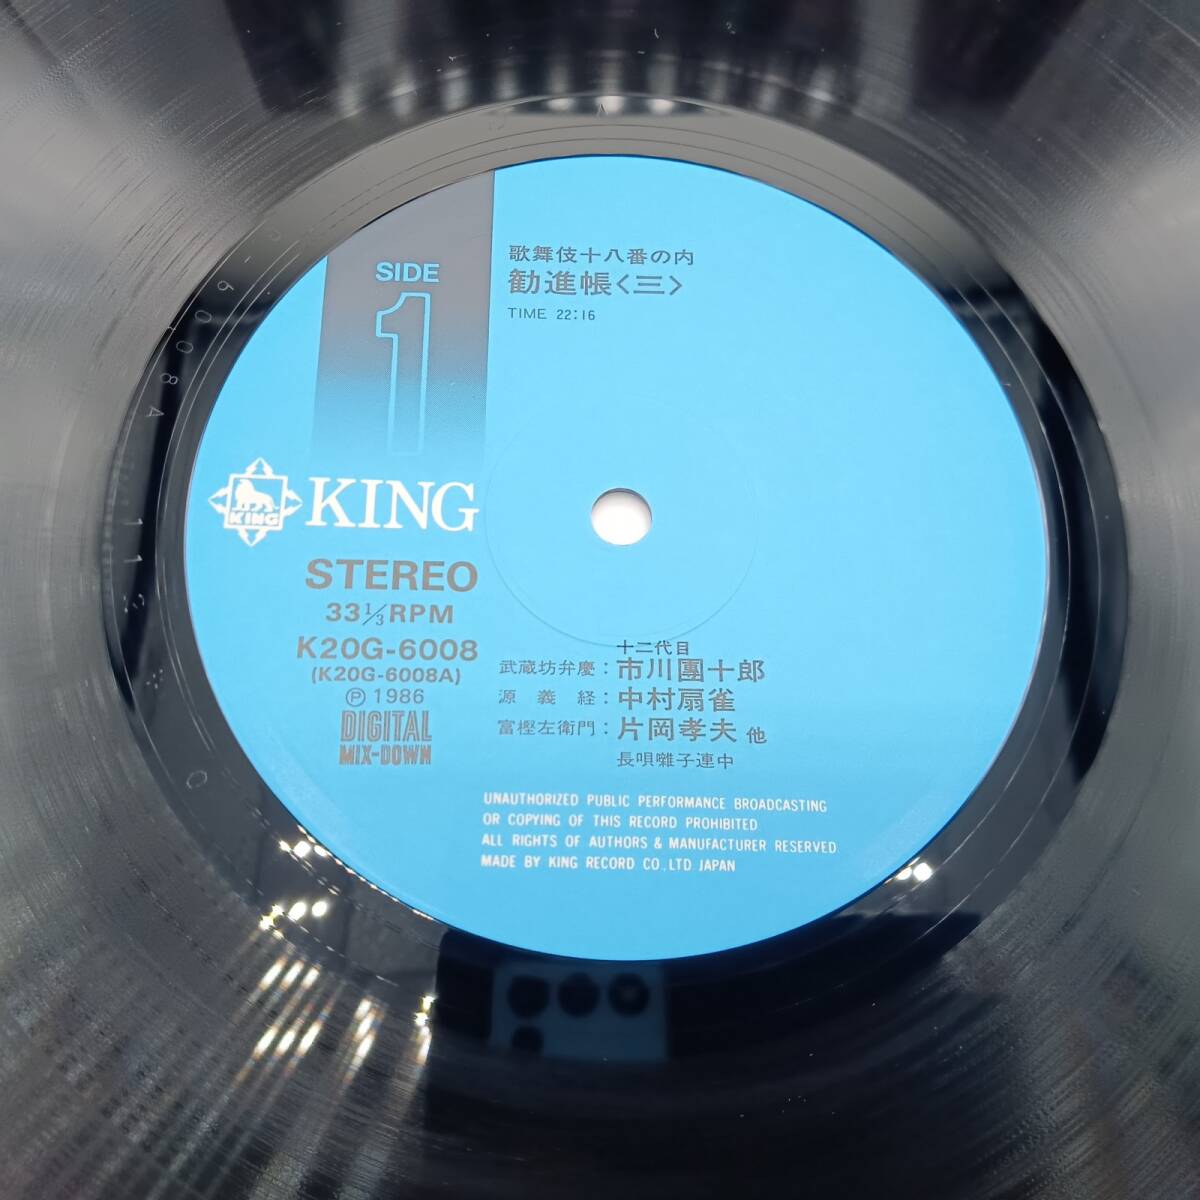 SIDE
1
歌舞伎十八番の内
勧進帳〈三〉
TIME 22:16
KING
KING
STEREO
33 1/3 RPM
K20G-6008
(K20G-6008A)
Ⓟ 1986
DIGITAL
MIX-DOWN
十二代目
武蔵坊弁慶：市川團十郎
源義経：中村扇雀
富樫左衛門：片岡孝夫 他
長唄囃子連中
UNAUTHORIZED PUBLIC PERFORMANCE BROADCASTING
OR COPYING OF THIS RECORD PROHIBITED
ALL RIGHTS OF AUTHORS & MANUFACTURER RESERVED.
MADE BY KING RECORD CO., LTD. JAPAN